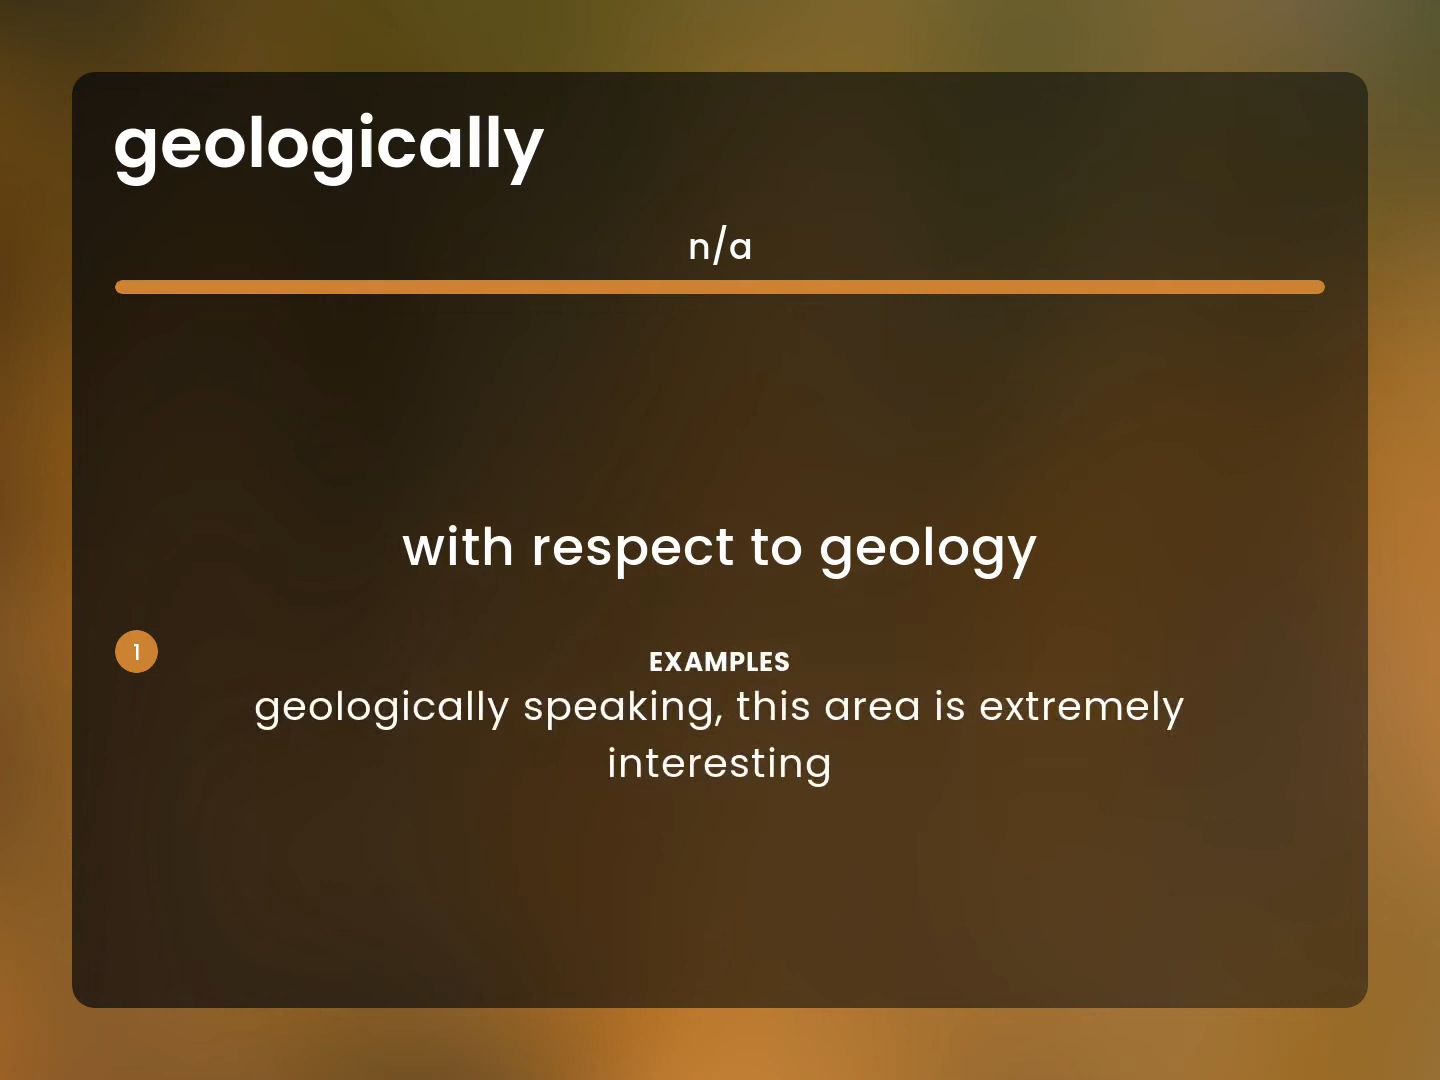 geologically
n/a
with respect to geology
1
EXAMPLES
geologically speaking, this area is extremely
interesting